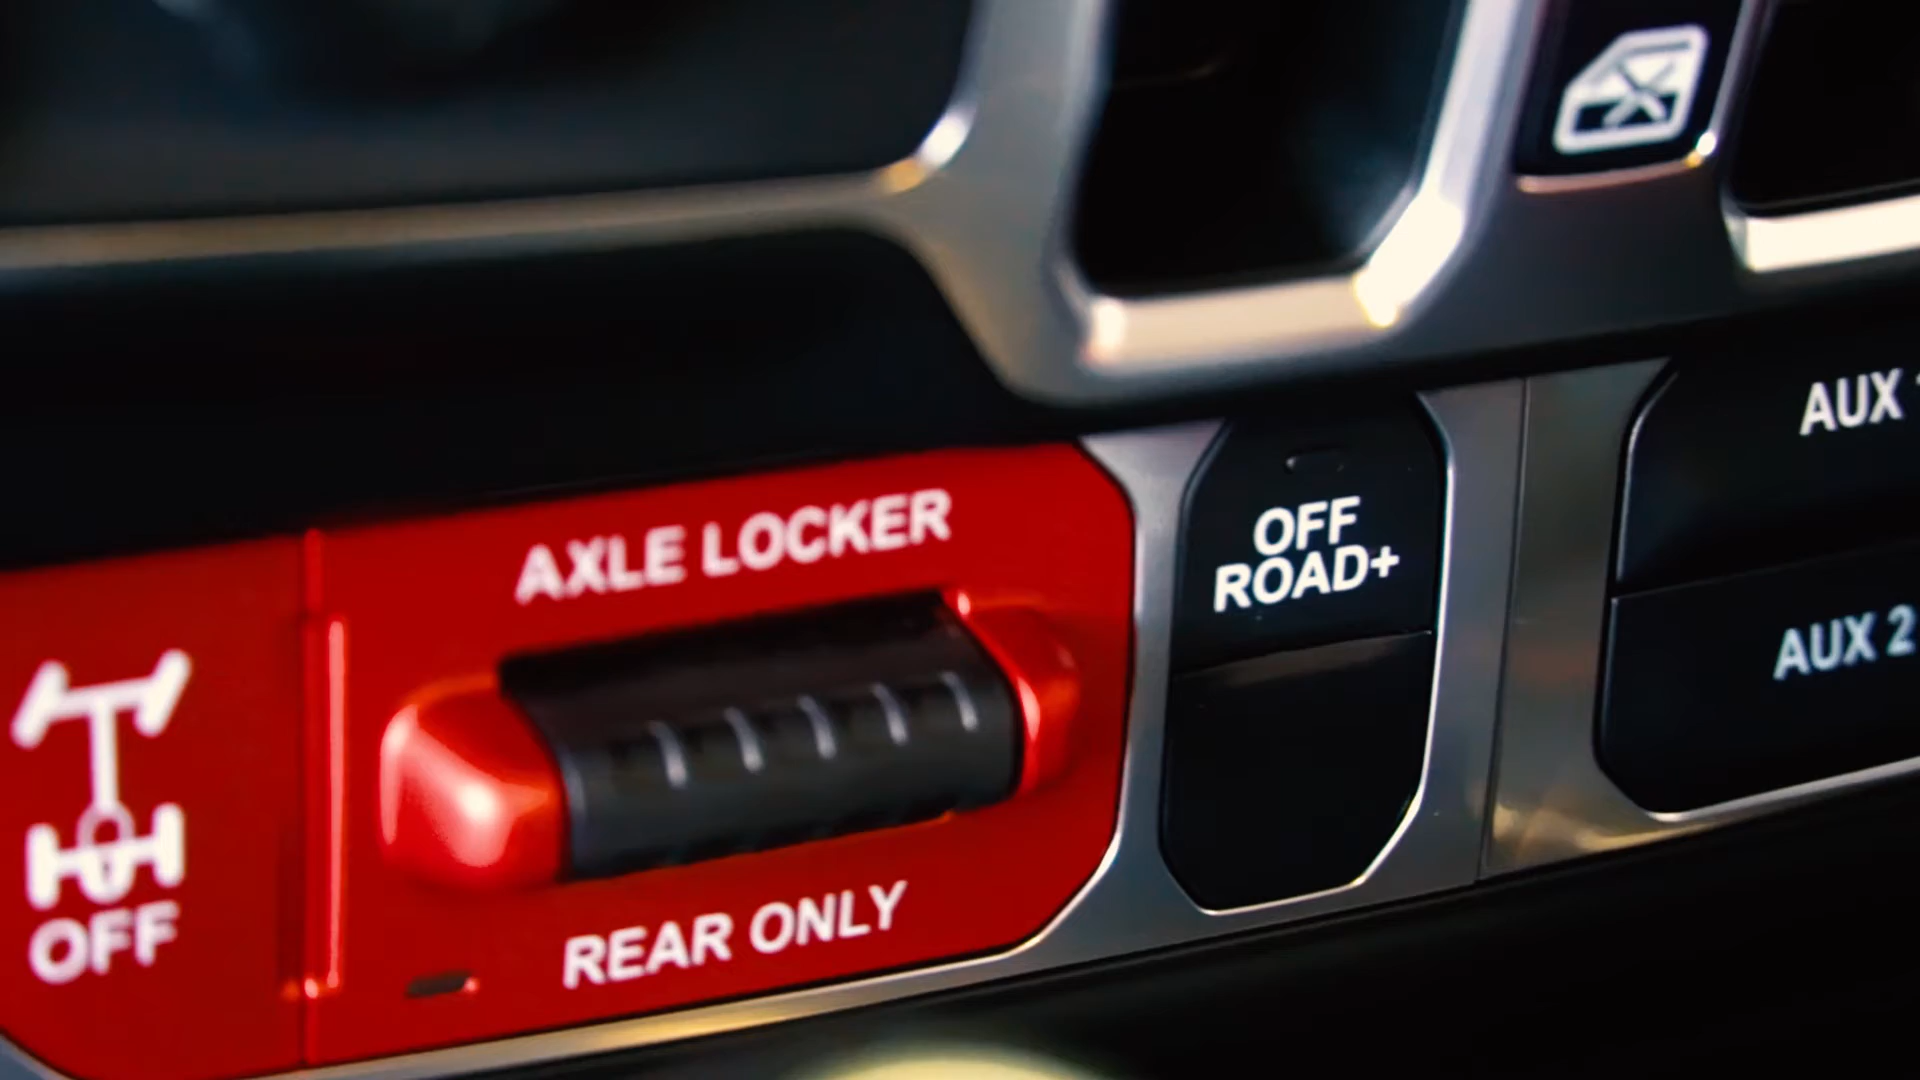 AXLE LOCKER
REAR ONLY
OFF
OFF
ROAD+
AUX
AUX 2